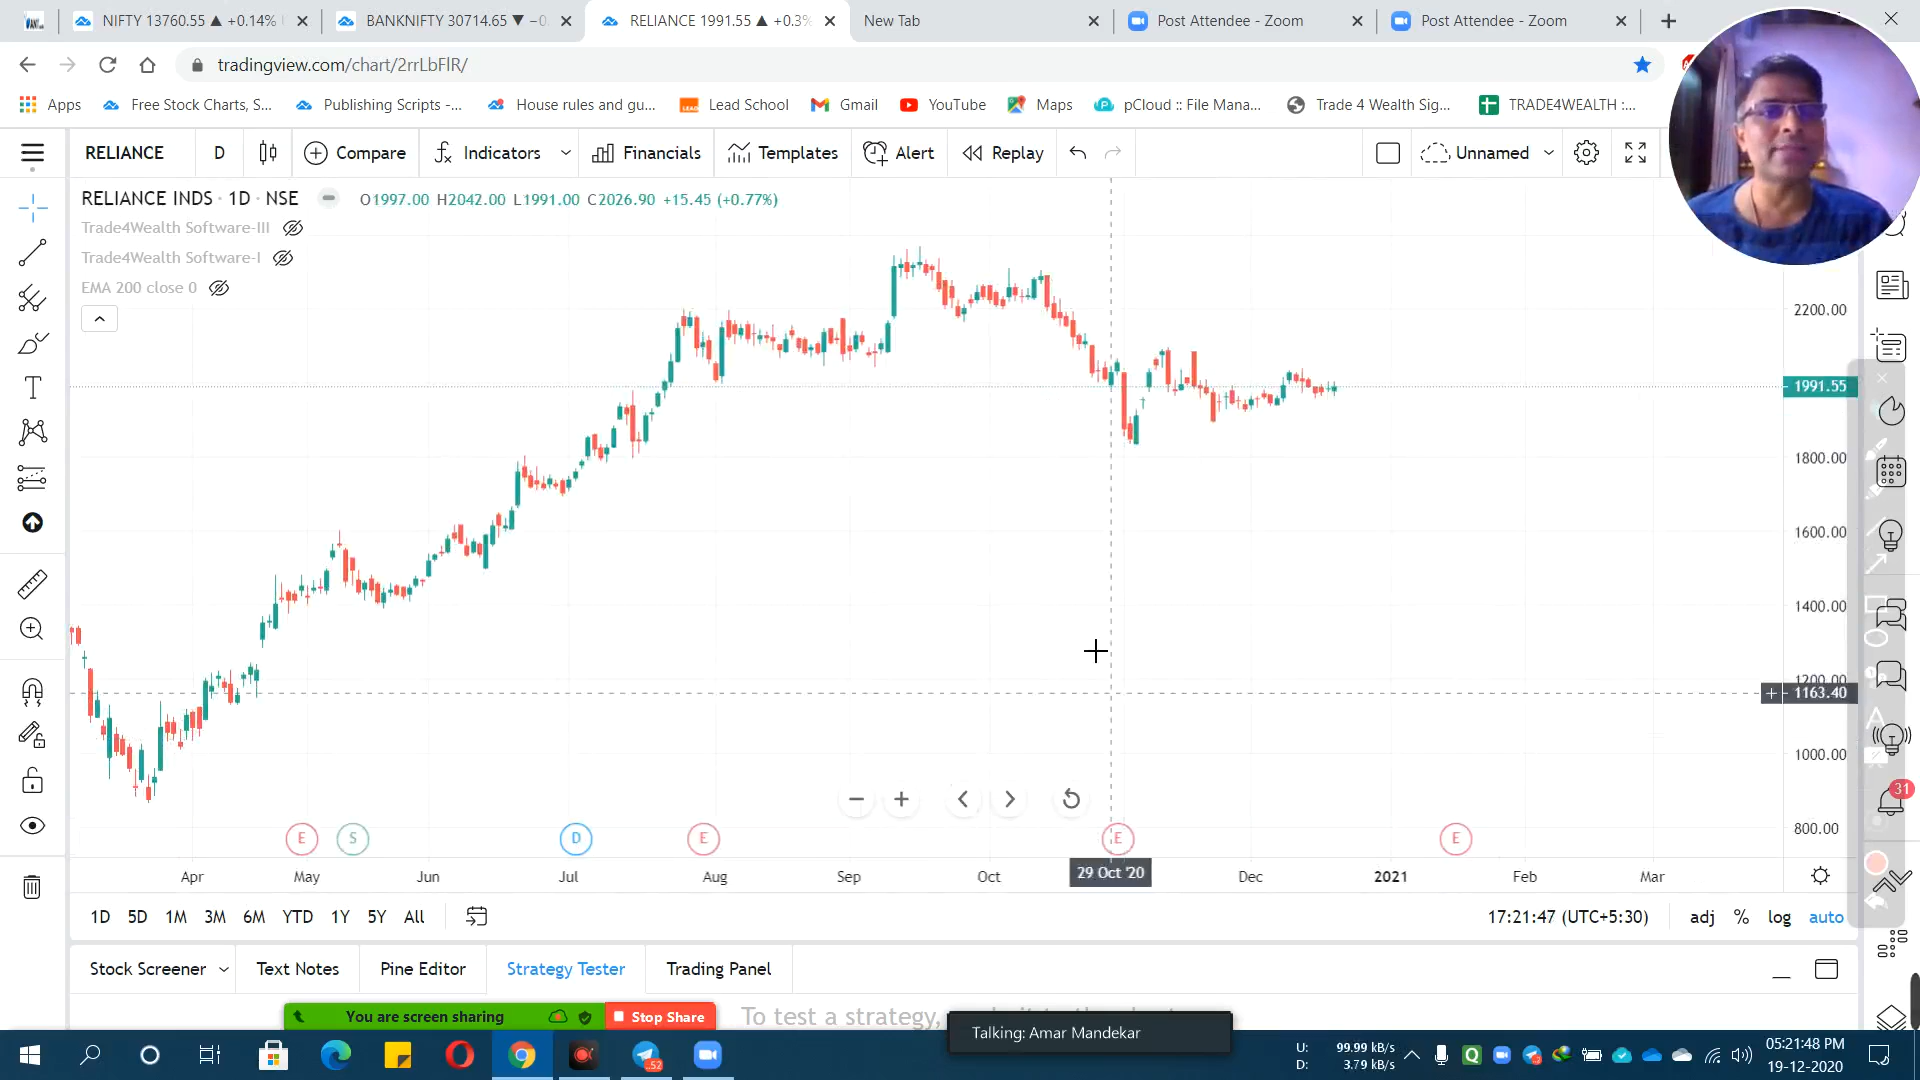 NIFTY 13760.55 ▲ +0.14%
BANKNIFTY 30714.65 ▼ −0.
RELIANCE 1991.55 ▲ +0.3%
New Tab
Post Attendee - Zoom
Post Attendee - Zoom
tradingview.com/chart/2rrLbFlR/
Apps
Free Stock Charts, S...
Publishing Scripts -...
House rules and gu...
Lead School
Gmail
YouTube
Maps
pCloud :: File Mana...
Trade 4 Wealth Sig...
TRADE4WEALTH :...
RELIANCE
D
Compare
Indicators
Financials
Templates
Alert
Replay
Unnamed
RELIANCE INDS · 1D · NSE
O1997.00 H2042.00 L1991.00 C2026.90 +15.45 (+0.77%)
Trade4Wealth Software-III
Trade4Wealth Software-I
EMA 200 close 0
2200.00
1991.55
1800.00
1600.00
1400.00
1200.00
1163.40
1000.00
800.00
31
E S D E E E
Apr May Jun Jul Aug Sep Oct 29 Oct '20 Dec 2021 Feb Mar
1D 5D 1M 3M 6M YTD 1Y 5Y All
17:21:47 (UTC+5:30)
adj % log auto
Stock Screener
Text Notes
Pine Editor
Strategy Tester
Trading Panel
You are screen sharing
Stop Share
To test a strategy,
Talking: Amar Mandekar
52
U: 99.99 kB/s
D: 3.79 kB/s
05:21:48 PM
19-12-2020